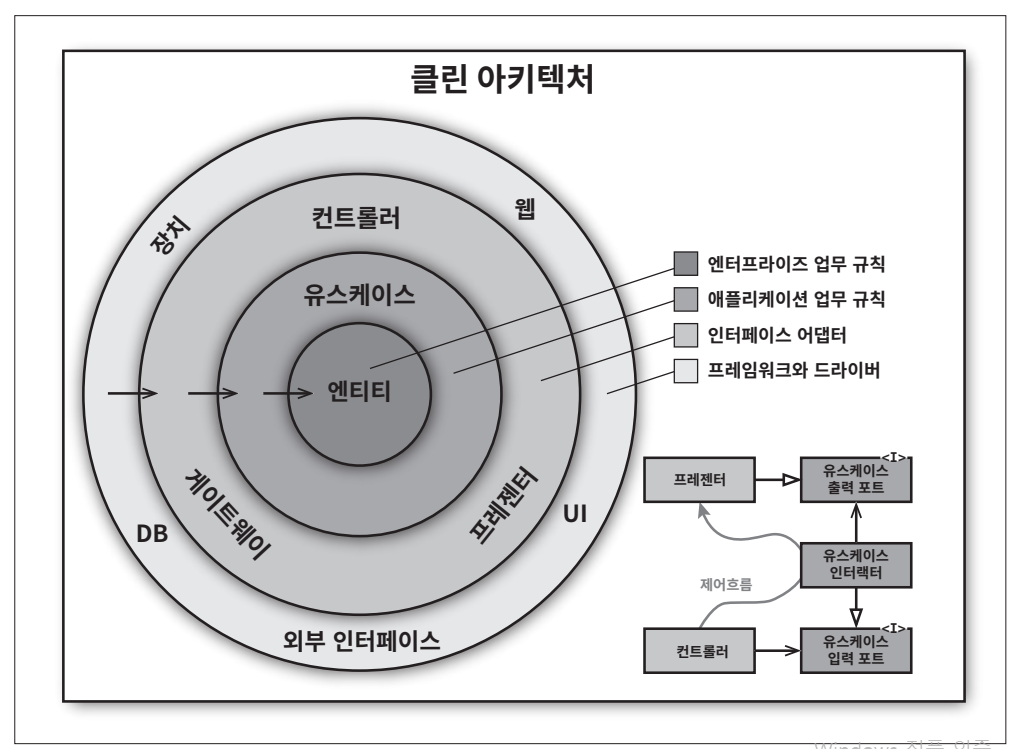 클린 아키텍처
장치
웹
컨트롤러
유스케이스
엔티티
게이트웨이
프레젠터
DB
UI
외부 인터페이스
엔터프라이즈 업무 규칙
애플리케이션 업무 규칙
인터페이스 어댑터
프레임워크와 드라이버
프레젠터
<I>
유스케이스
출력 포트
유스케이스
인터랙터
제어흐름
컨트롤러
<I>
유스케이스
입력 포트
Windows 정품 인증